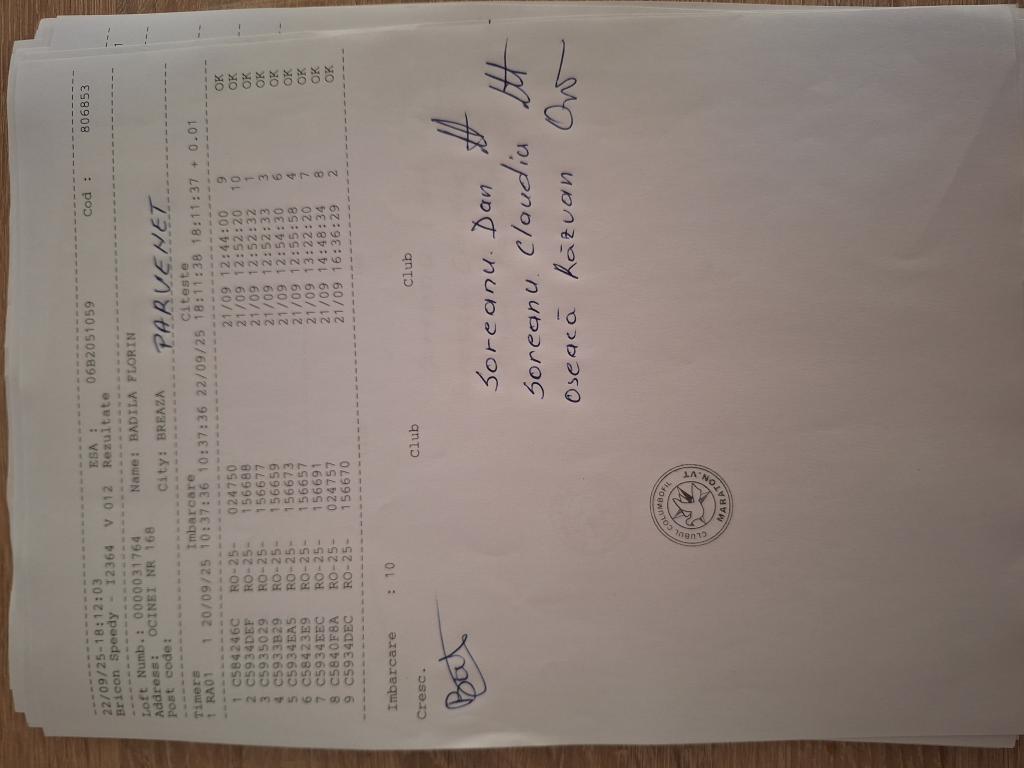 22/09/25-18:12:03 ESA : 06B2051059 Cod : 806853
Bricon Speedy - I2364 V 012 Rezultate
Loft Numb.: 0000031764 Name: BADILA FLORIN
Address: OCINEI NR 168
Post code: City: BREAZA PARVENET
Timers Imbarcare Citeste
1 RA01 1 20/09/25 10:37:36 10:37:36 22/09/25 18:11:38 18:11:37 + 0.01
1 C584246C RO-25- 024750 21/09 12:44:00 9 OK
2 C5934DEF RO-25- 156688 21/09 12:52:20 10 OK
3 C5935029 RO-25- 156677 21/09 12:52:32 1 OK
4 C5933B29 RO-25- 156659 21/09 12:52:33 3 OK
5 C5934EA5 RO-25- 156673 21/09 12:54:30 6 OK
6 C58423E9 RO-25- 156657 21/09 12:55:58 4 OK
7 C5934EEC RO-25- 156691 21/09 13:22:20 7 OK
8 C5840F8A RO-25- 024757 21/09 14:48:34 8 OK
9 C5934DEC RO-25- 156670 21/09 16:36:29 2 OK
Imbarcare : 10
Cresc. Club Club
Soreanu Dan
Soreanu Claudiu
Oseacă Răzvan
CLUBUL COLUMBOFIL
MARATON.VT